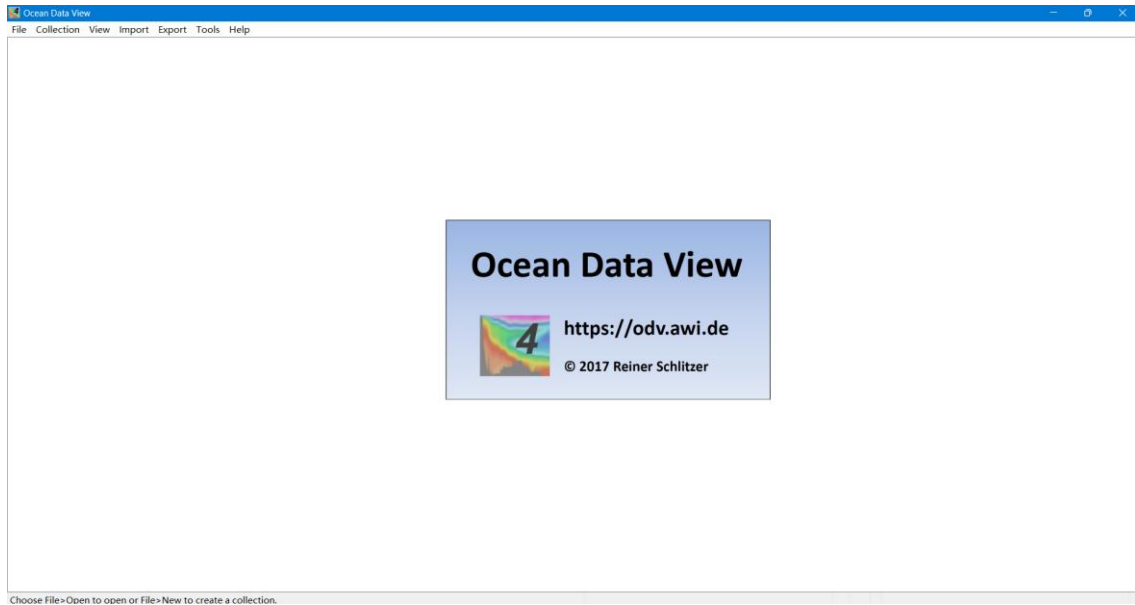 Ocean Data View
File Collection View Import Export Tools Help
Ocean Data View
4
https://odv.awi.de
© 2017 Reiner Schlitzer
Choose File>Open to open or File>New to create a collection.